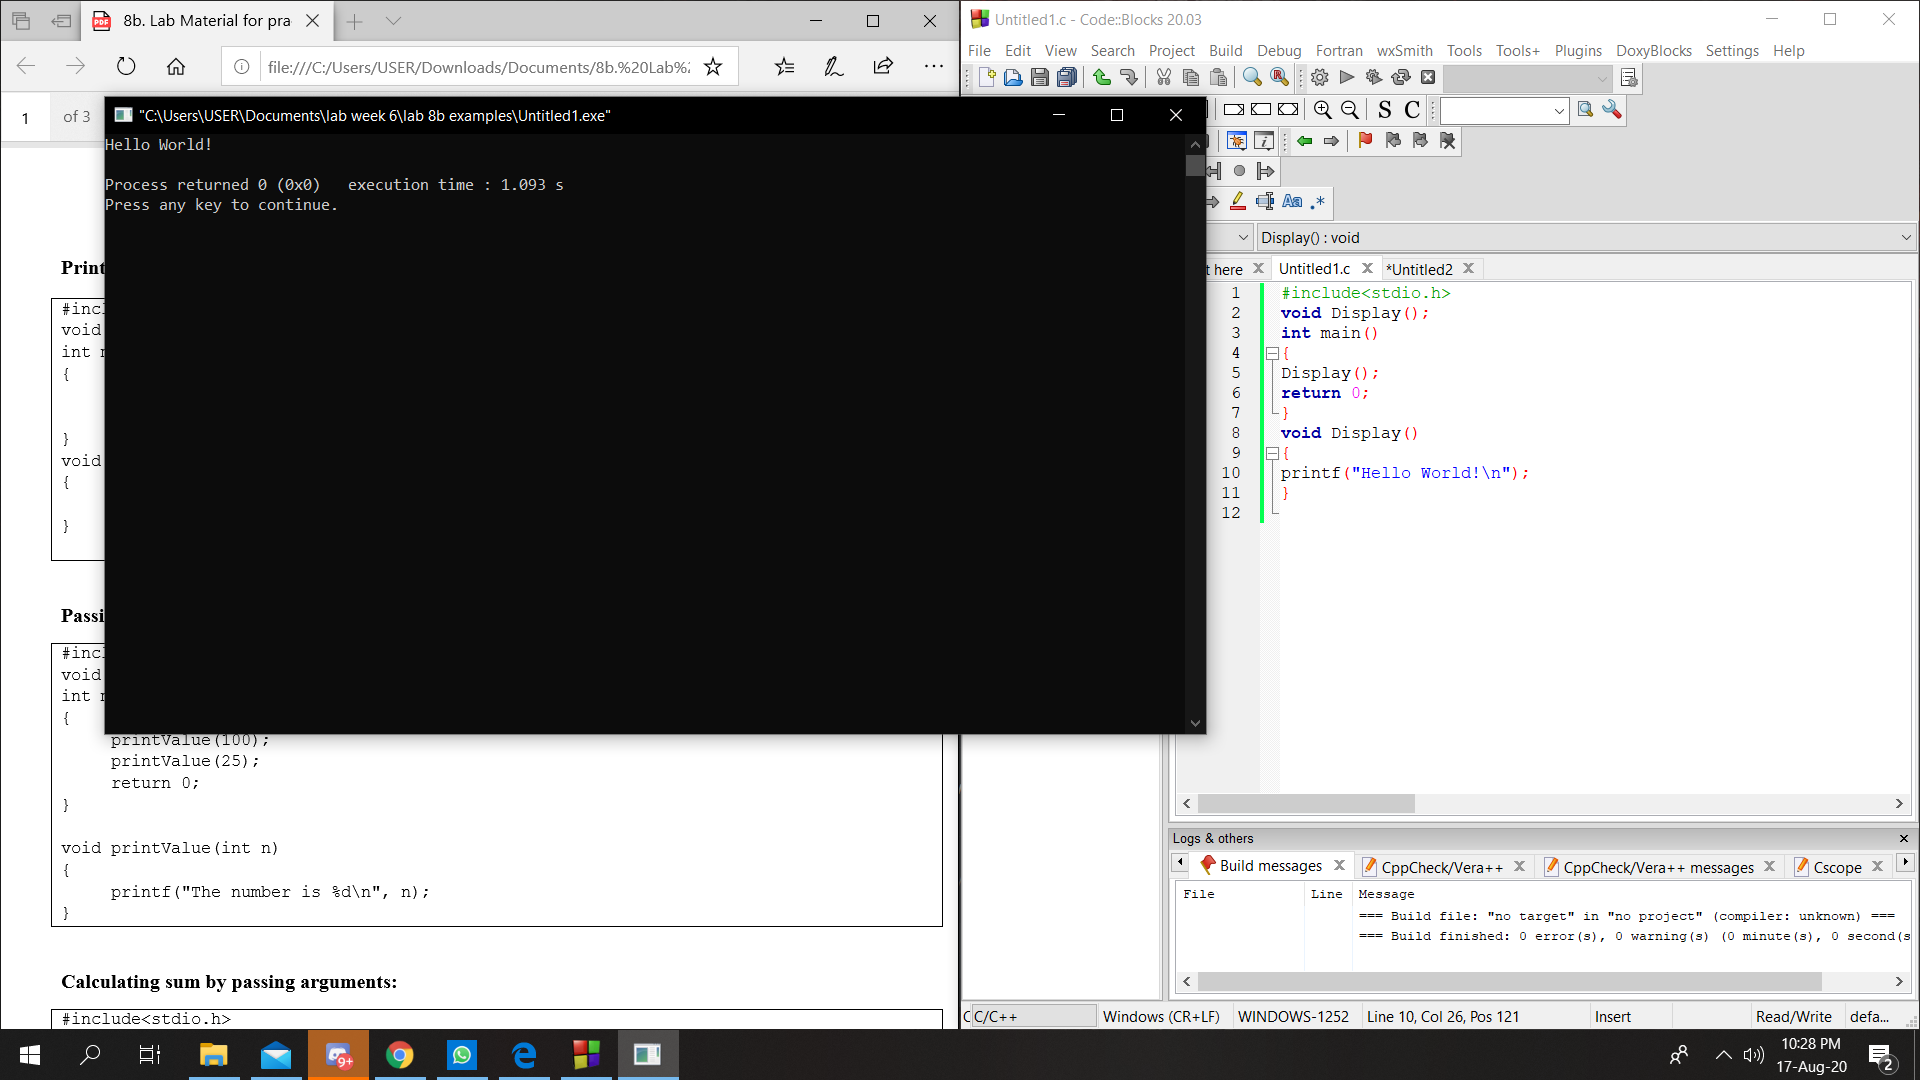 8b. Lab Material for pra
file:///C:/Users/USER/Downloads/Documents/8b.%20Lab%2
1 of 3
Print
#incl
void
int
{
}
void
{
}
Passi
#incl
void
int
{
printValue(100);
printValue(25);
return 0;
}
void printValue(int n)
{
printf("The number is %d\n", n);
}
Calculating sum by passing arguments:
#include<stdio.h>
"C:\Users\USER\Documents\lab week 6\lab 8b examples\Untitled1.exe"
Hello World!
Process returned 0 (0x0)   execution time : 1.093 s
Press any key to continue.
Untitled1.c - Code::Blocks 20.03
File Edit View Search Project Build Debug Fortran wxSmith Tools Tools+ Plugins DoxyBlocks Settings Help
S C
Aa .*
Display() : void
t here Untitled1.c *Untitled2
1 #include<stdio.h>
2 void Display();
3 int main()
4 {
5 Display();
6 return 0;
7 }
8 void Display()
9 {
10 printf("Hello World!\n");
11 }
12
Logs & others
Build messages CppCheck/Vera++ CppCheck/Vera++ messages Cscope
File Line Message
=== Build file: "no target" in "no project" (compiler: unknown) ===
=== Build finished: 0 error(s), 0 warning(s) (0 minute(s), 0 second(s
C/C++ Windows (CR+LF) WINDOWS-1252 Line 10, Col 26, Pos 121 Insert Read/Write defa...
9+
10:28 PM
17-Aug-20
2